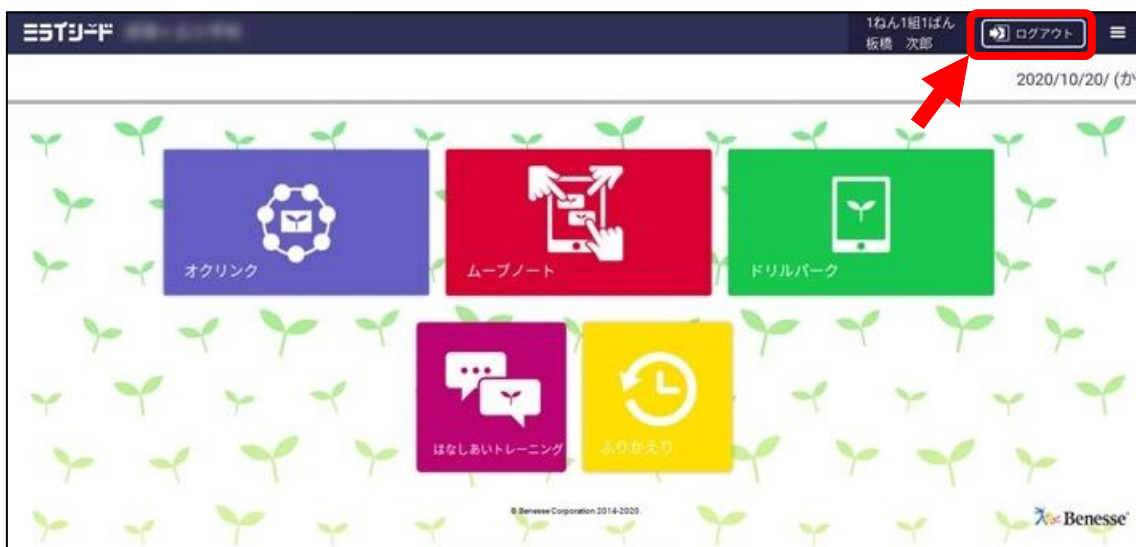 ミライシード
1ねん1組1ばん
板橋 次郎
ログアウト
2020/10/20/ (か
オクリンク
ムーブノート
ドリルパーク
はなしあいトレーニング
ふりかえり
© Benesse Corporation 2014-2020.
Benesse®